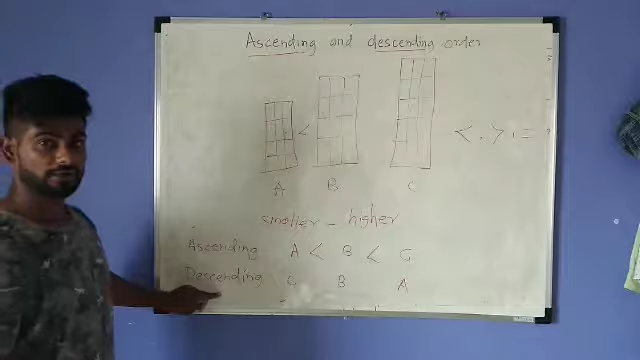 Ascending and descending order
<
< , > , =
A B C
smaller - higher
Ascending A < B < C
Descending C B A